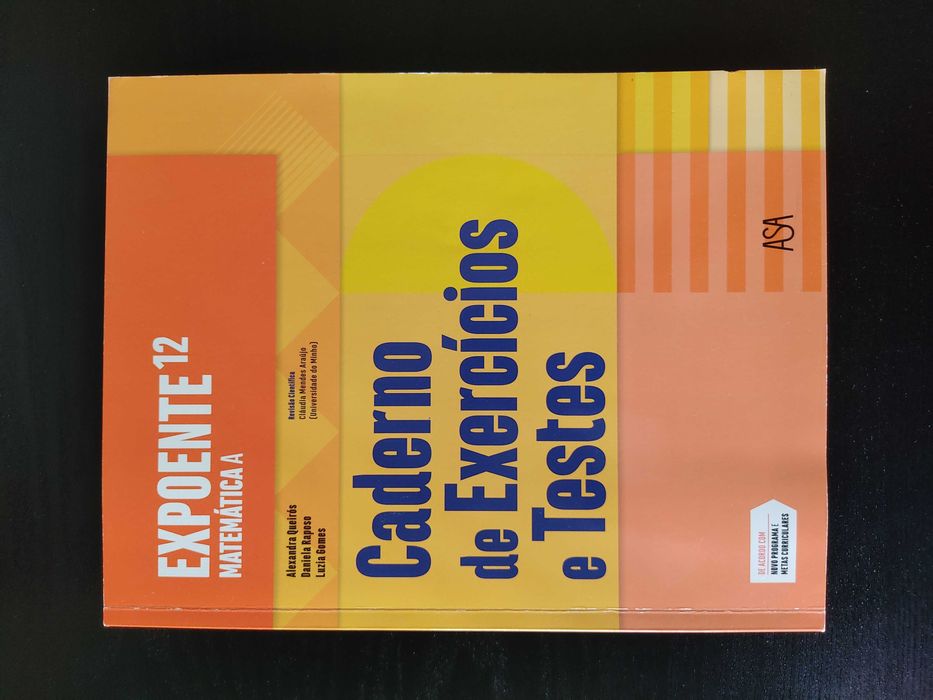 EXPOENTE 12
MATEMÁTICA A
Alexandra Queirós
Daniela Raposo
Luzia Gomes
Revisão Científica
Cláudia Mendes Araújo
(Universidade do Minho)
Caderno
de Exercícios
e Testes
DE ACORDO COM
NOVO PROGRAMA E
METAS CURRICULARES
ASA